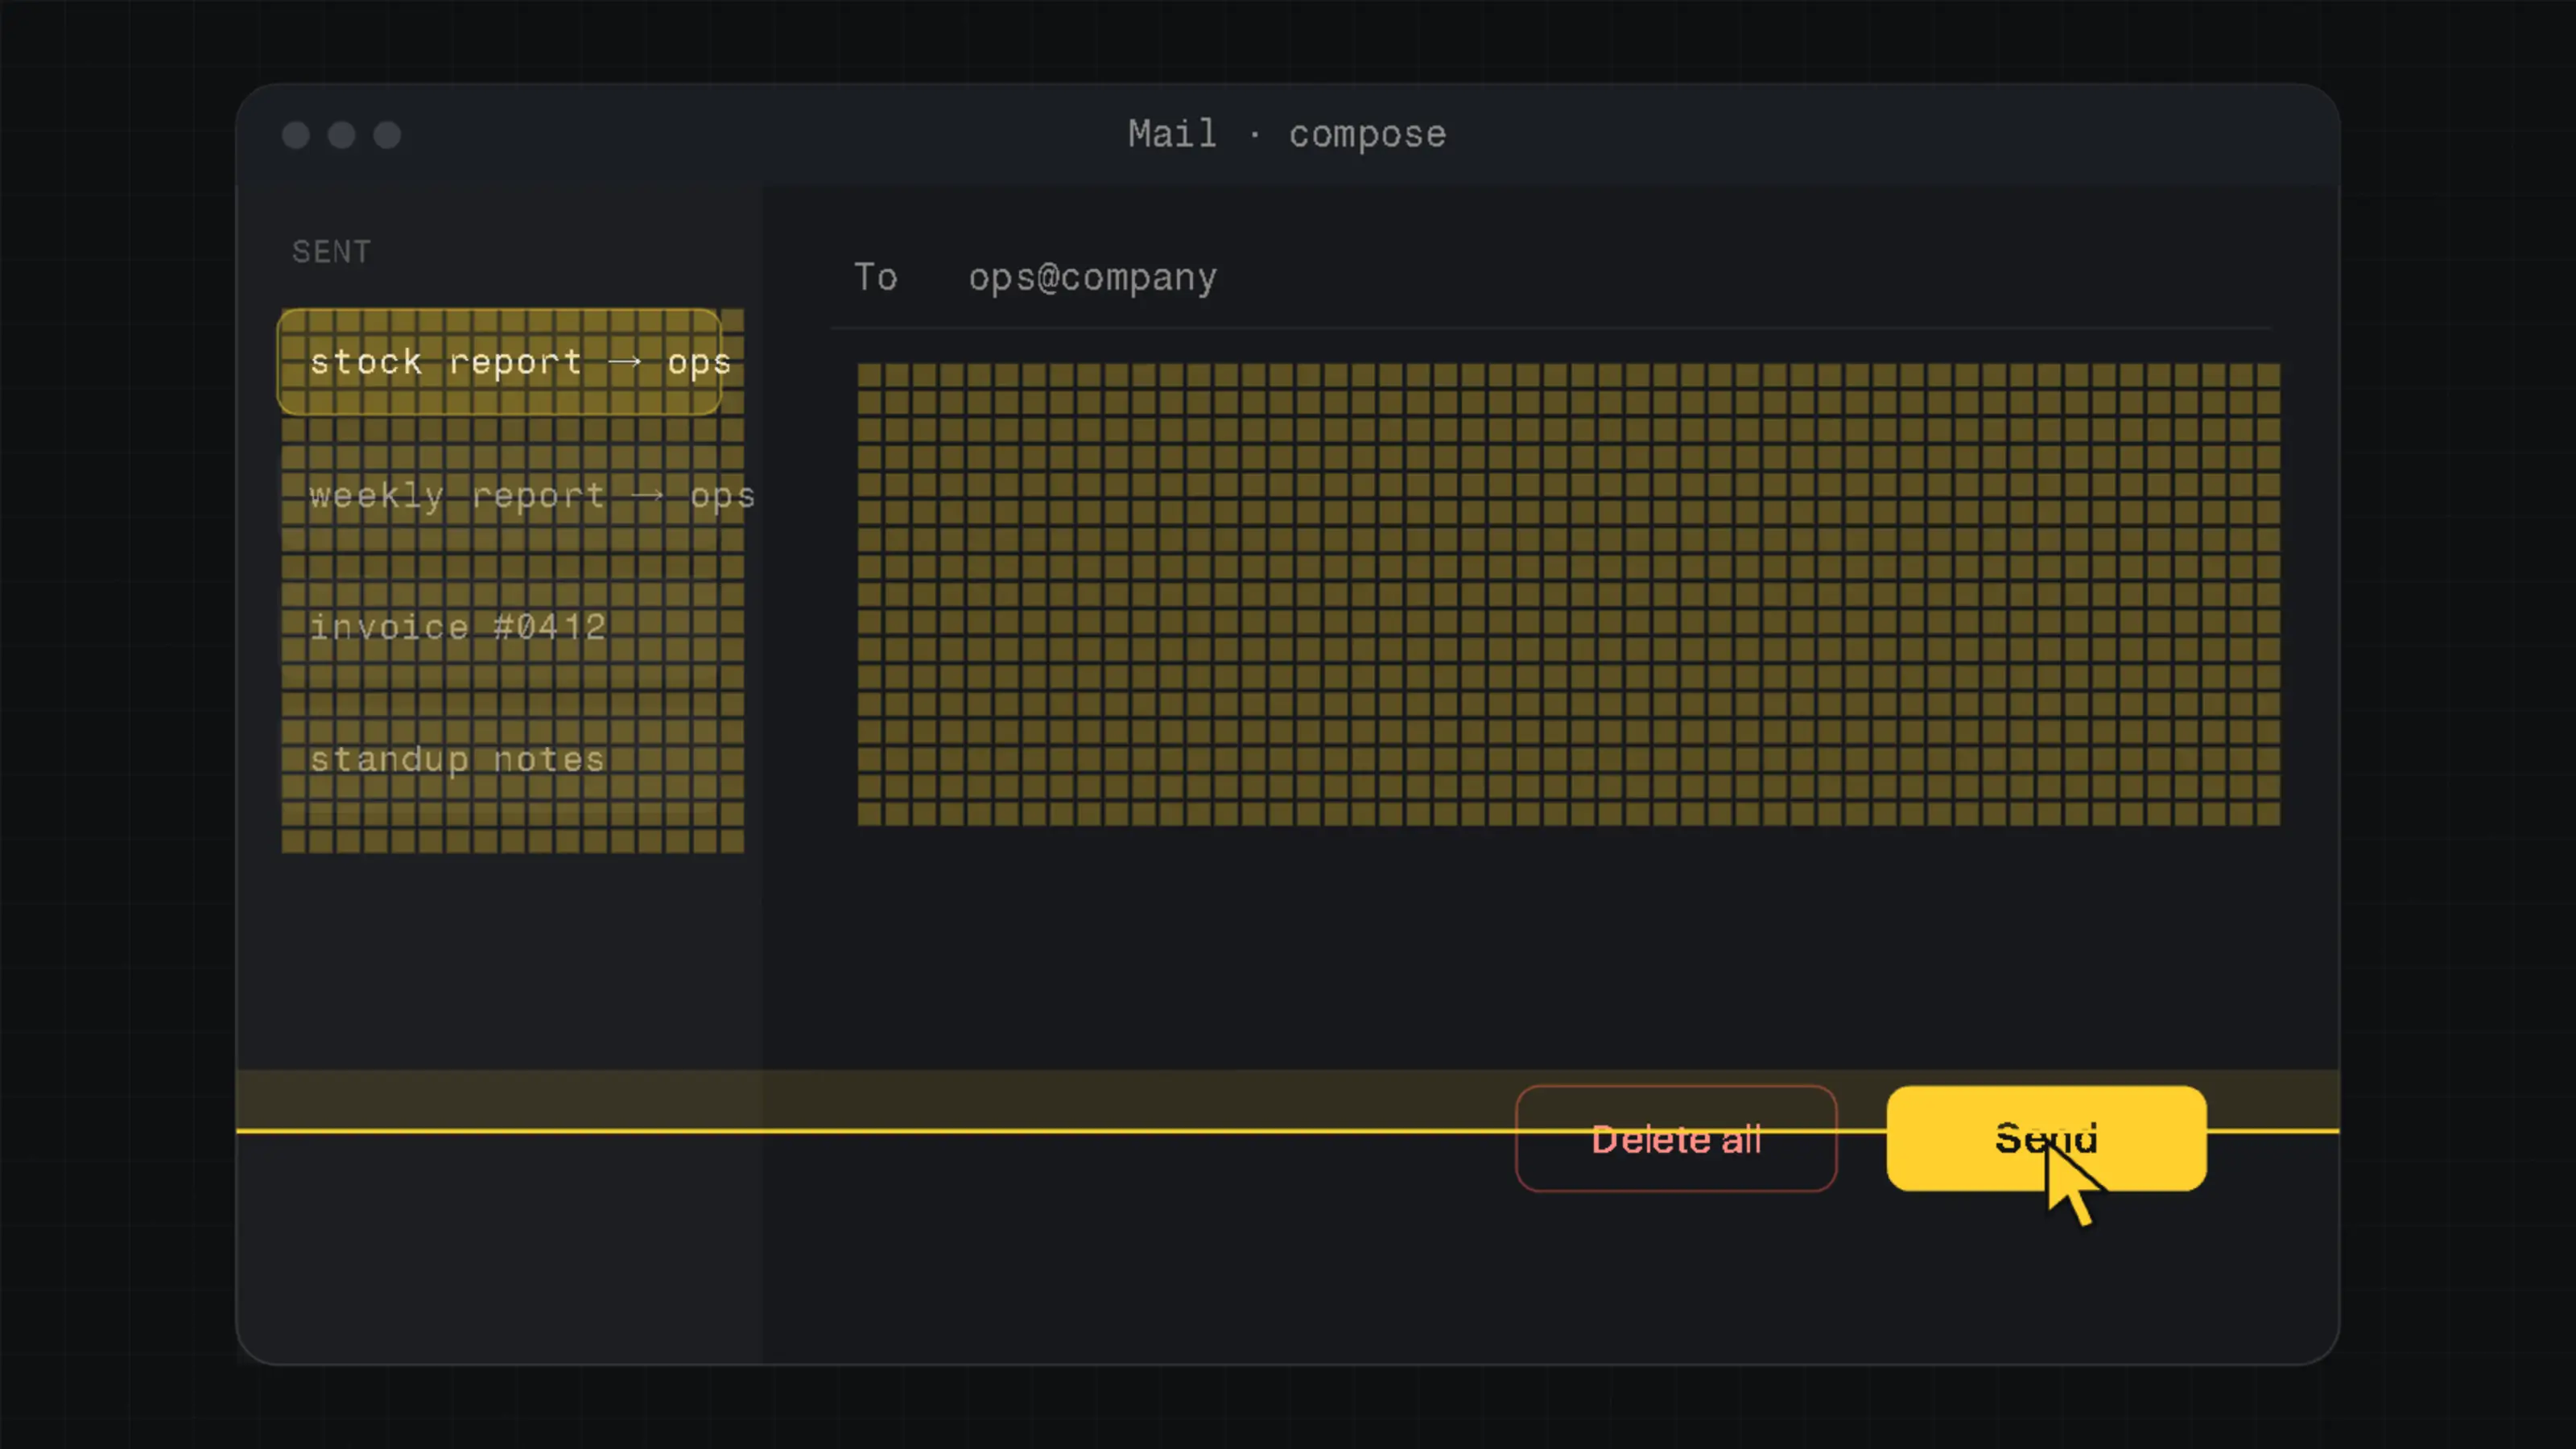 Mail · compose
SENT
stock report → ops
weekly report → ops
invoice #0412
standup notes
To ops@company
Delete all
Send